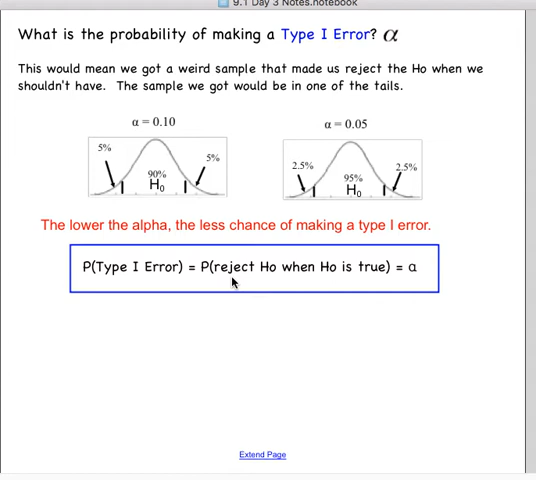 9.1 Day 3 Notes.notebook
What is the probability of making a Type I Error? α
This would mean we got a weird sample that made us reject the Ho when we
shouldn't have. The sample we got would be in one of the tails.
α = 0.10
α = 0.05
5%
5%
90%
H₀
2.5%
2.5%
95%
H₀
The lower the alpha, the less chance of making a type I error.
P(Type I Error) = P(reject Ho when Ho is true) = α
Extend Page